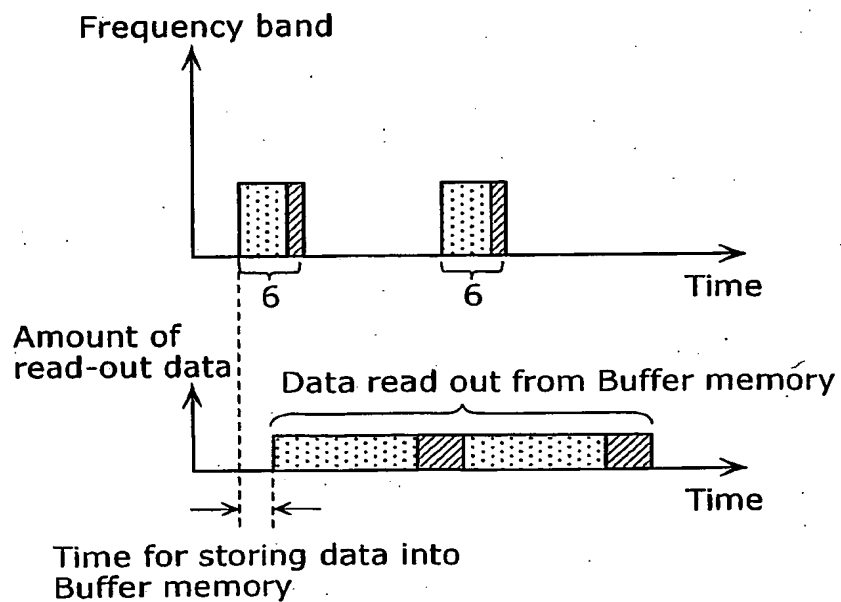 Frequency band
6
6
Time
Amount of
read-out data
Data read out from Buffer memory
Time
Time for storing data into
Buffer memory